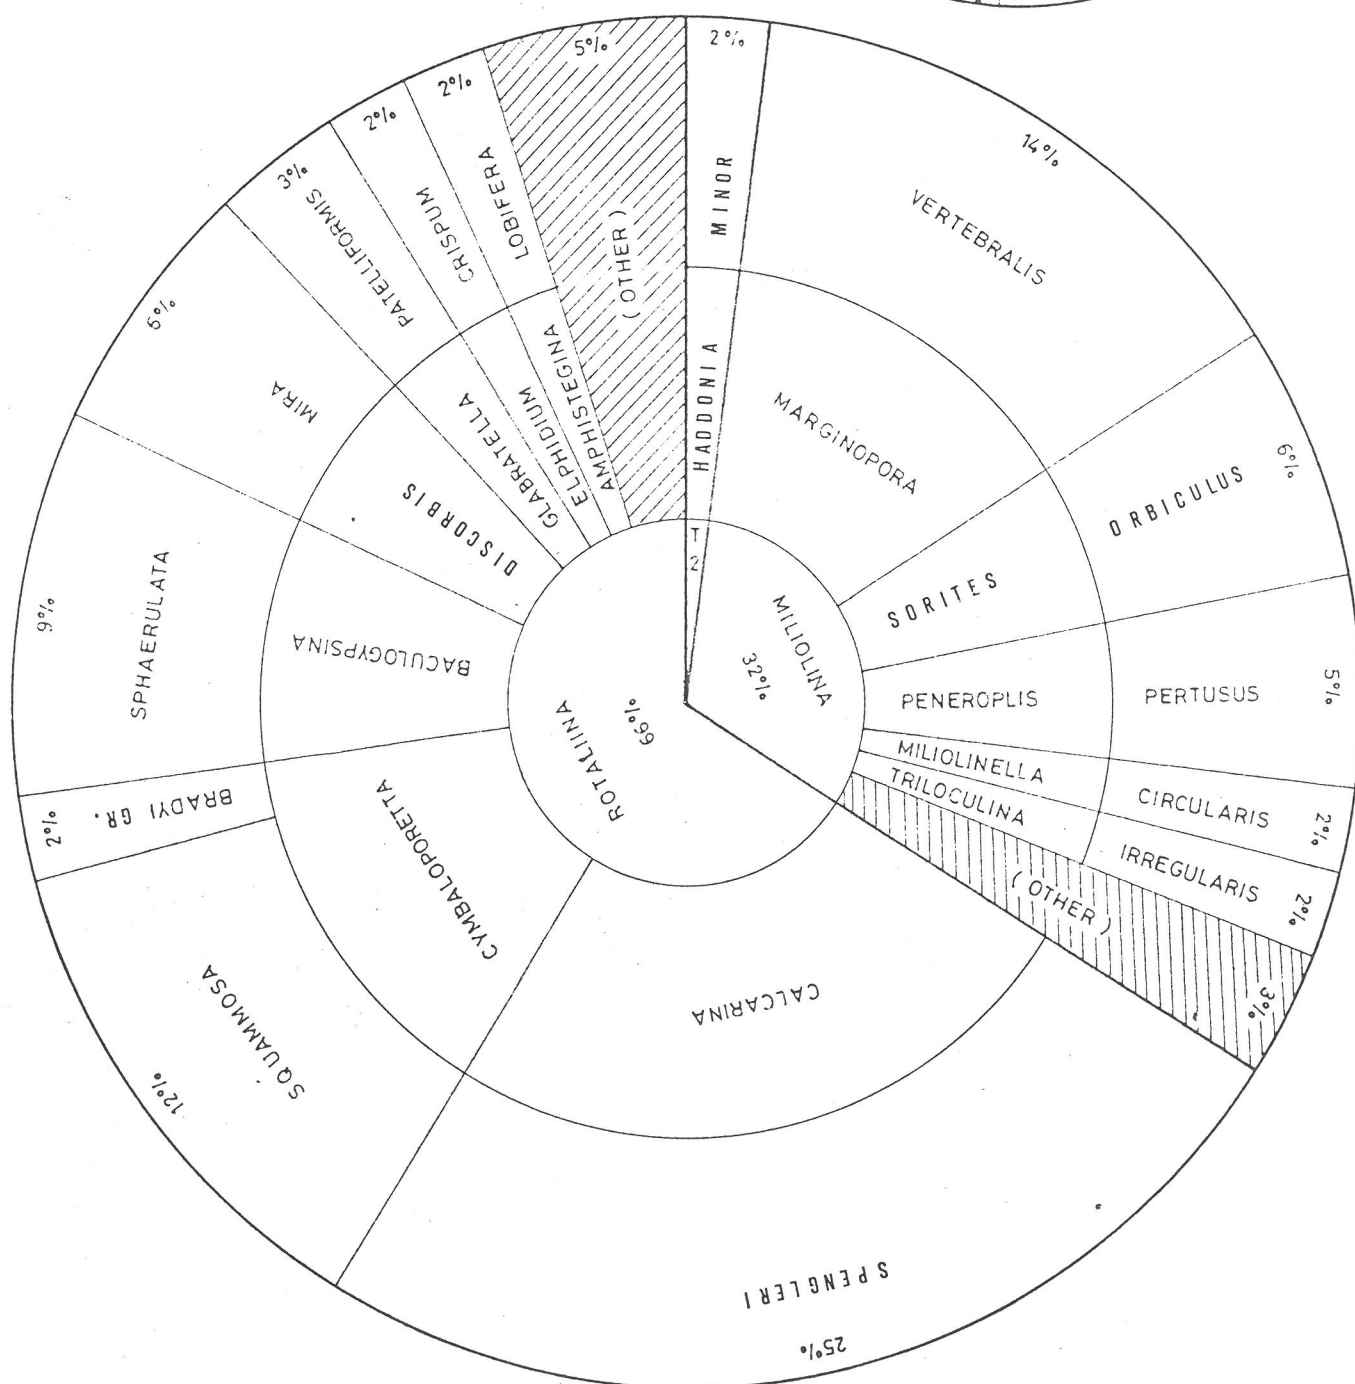 2%
MINOR
HADDONIA
T
2
14%
VERTEBRALIS
MARGINOPORA
6%
ORBICULUS
SORITES
MILIOLINA
32%
5%
PERTUSUS
PENEROPLIS
2%
CIRCULARIS
MILIOLINELLA
2%
IRREGULARIS
TRILOCULINA
3%
(OTHER)
25%
SPENGLERI
CALCARINA
12%
SQUAMMOSA
2%
BRADYI GR.
CYMBALOPORETTA
ROTALIINA
66%
9%
SPHAERULATA
BACULOGYPSINA
6%
MIRA
DISCORBIS
3%
PATELLIFORMIS
GLABRATELLA
2%
CRISPUM
ELPHIDIUM
2%
LOBIFERA
AMPHISTEGINA
5%
(OTHER)